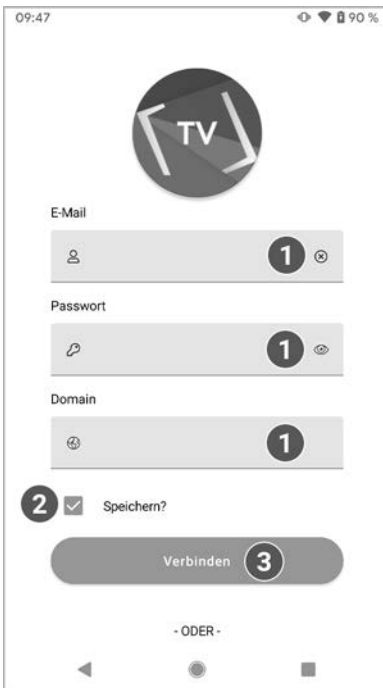 09:47 90 %
TV
E-Mail
1
Passwort
1
Domain
1
2 Speichern?
Verbinden 3
- ODER -